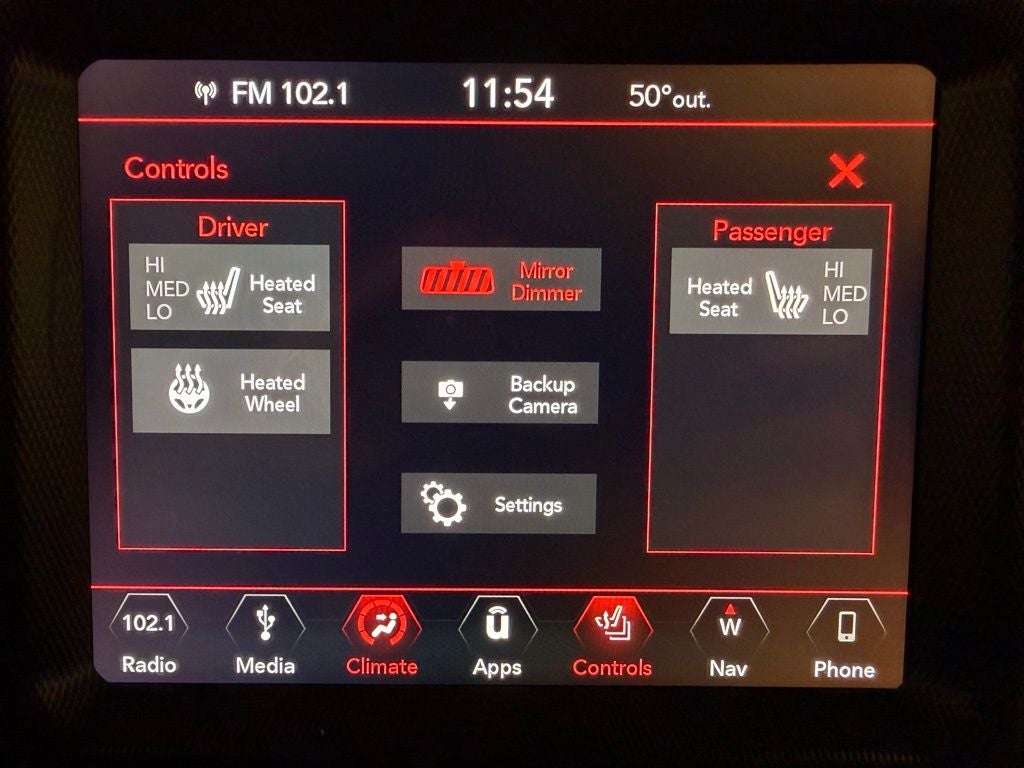 FM 102.1 11:54 50°out.
Controls
Driver
HI
MED
LO
Heated
Seat
Heated
Wheel
Mirror
Dimmer
Backup
Camera
Settings
Passenger
Heated
Seat
HI
MED
LO
102.1
Radio
Media
Climate
u
Apps
Controls
W
Nav
Phone